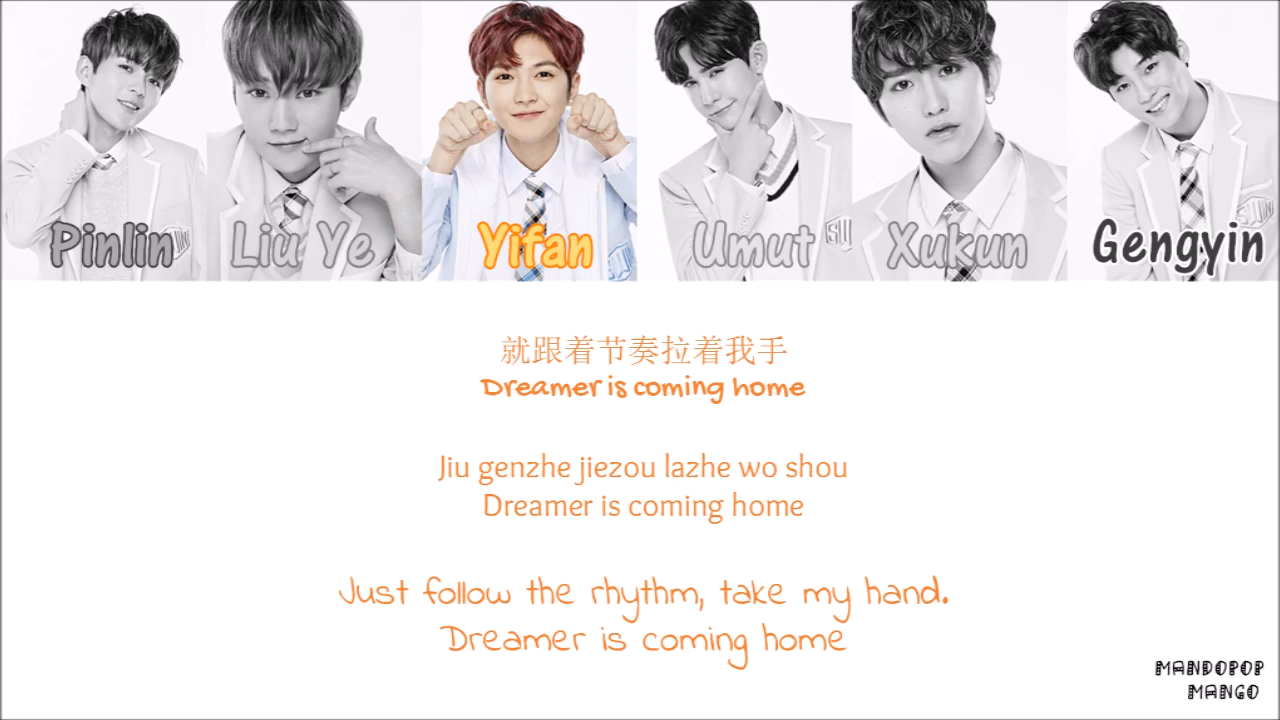 Pinlin Liu Ye Yifan Umut Xukun Gengyin
就跟着节奏拉着我手
Dreamer is coming home
Jiu genzhe jiezou lazhe wo shou
Dreamer is coming home
Just follow the rhythm, take my hand.
Dreamer is coming home
MANDOPOP
MANGO